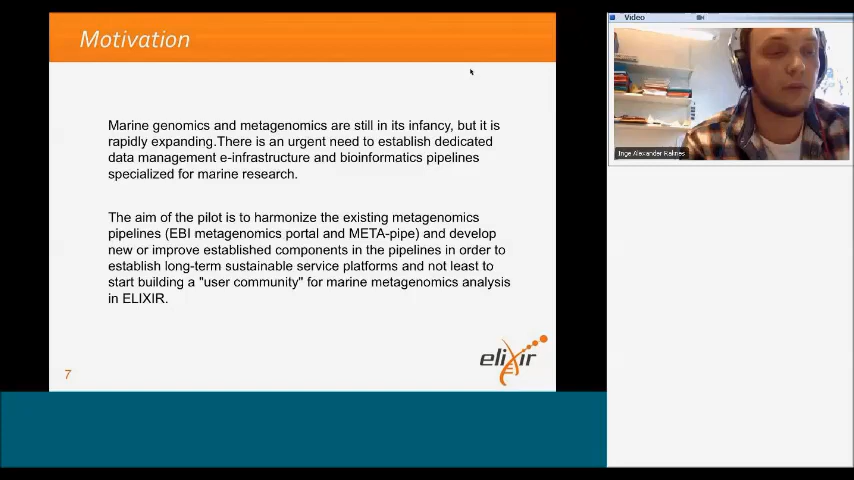 Motivation
Marine genomics and metagenomics are still in its infancy, but it is
rapidly expanding.There is an urgent need to establish dedicated
data management e-infrastructure and bioinformatics pipelines
specialized for marine research.
The aim of the pilot is to harmonize the existing metagenomics
pipelines (EBI metagenomics portal and META-pipe) and develop
new or improve established components in the pipelines in order to
establish long-term sustainable service platforms and not least to
start building a "user community" for marine metagenomics analysis
in ELIXIR.
elixir
7
Video
Inge Alexander Raknes